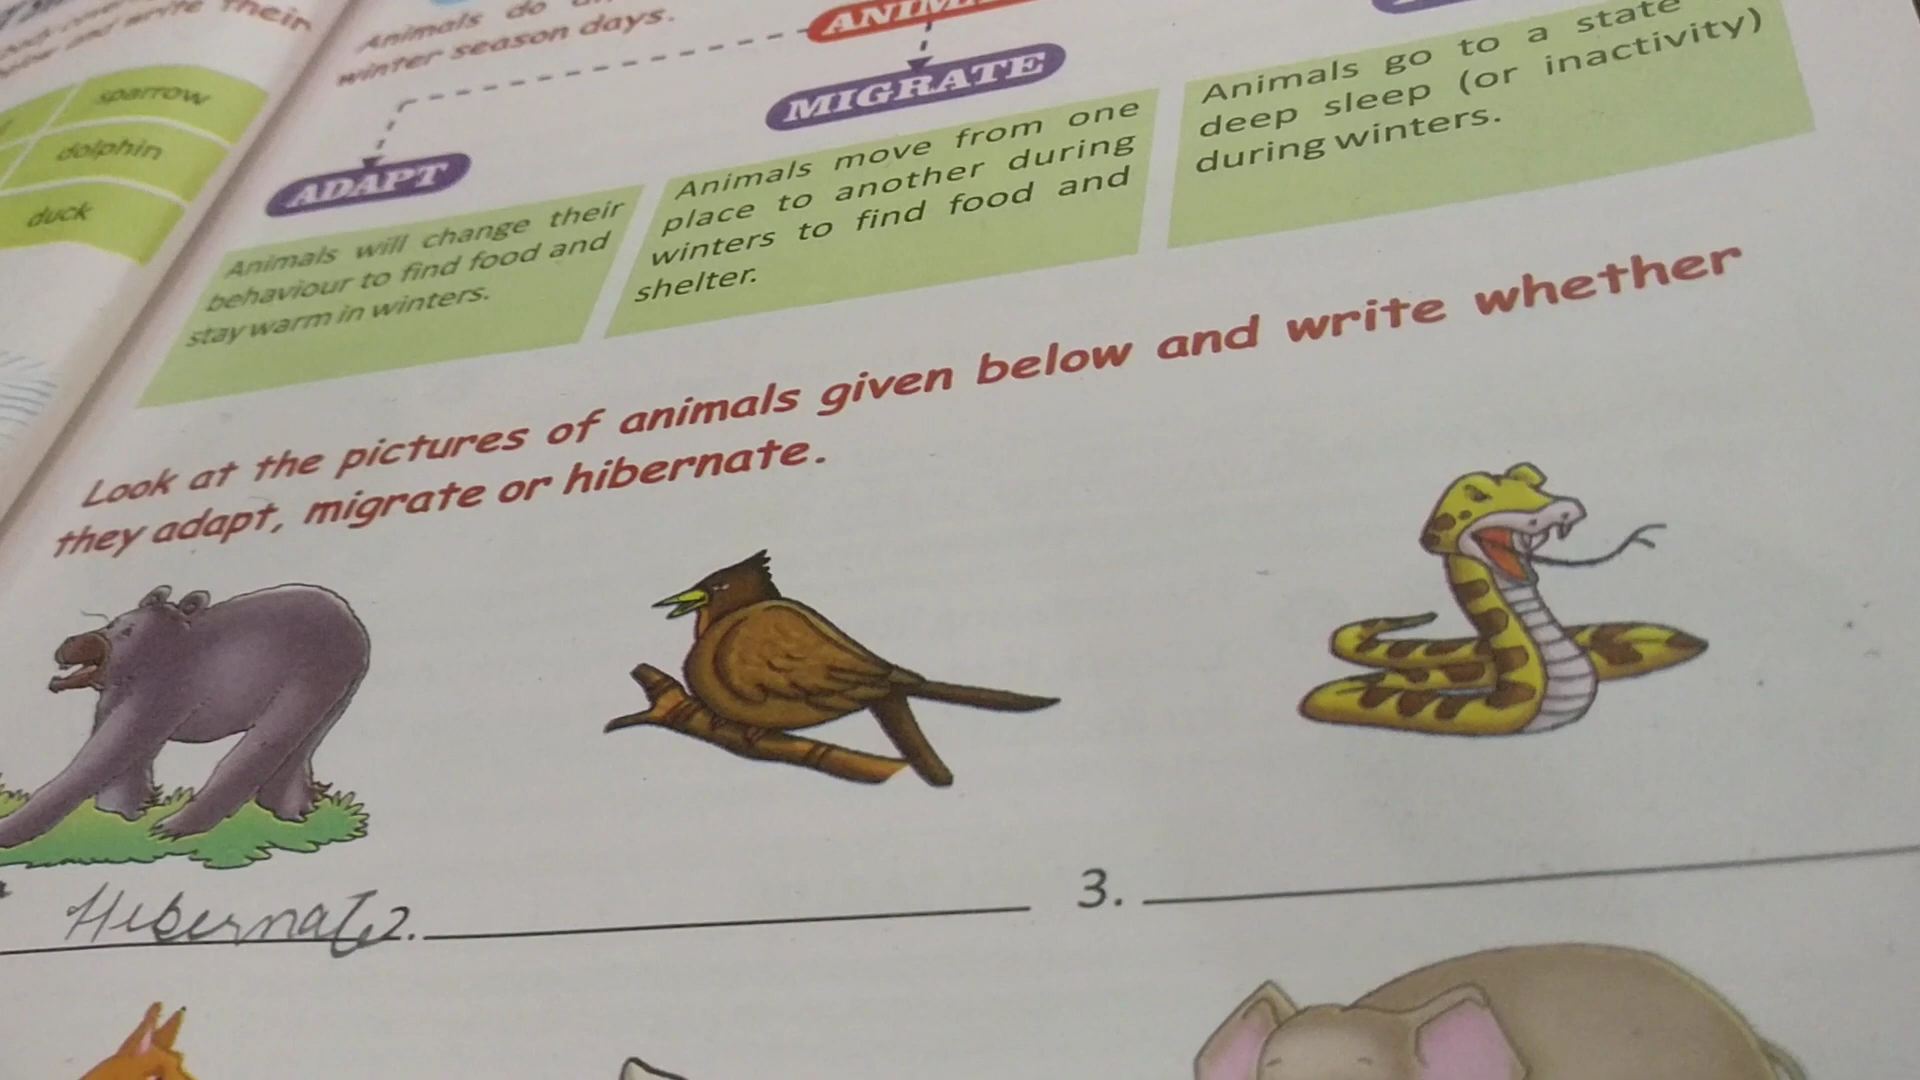 their
sparrow
dolphin
duck
Animals do
winter season days.
MIGRATE
ADAPT
Animals will change their
behaviour to find food and
stay warm in winters.
Animals move from one
place to another during
winters to find food and
shelter.
Animals go to a state
deep sleep (or inactivity)
during winters.
Look at the pictures of animals given below and write whether
they adapt, migrate or hibernate.
Hibernate
2.
3.